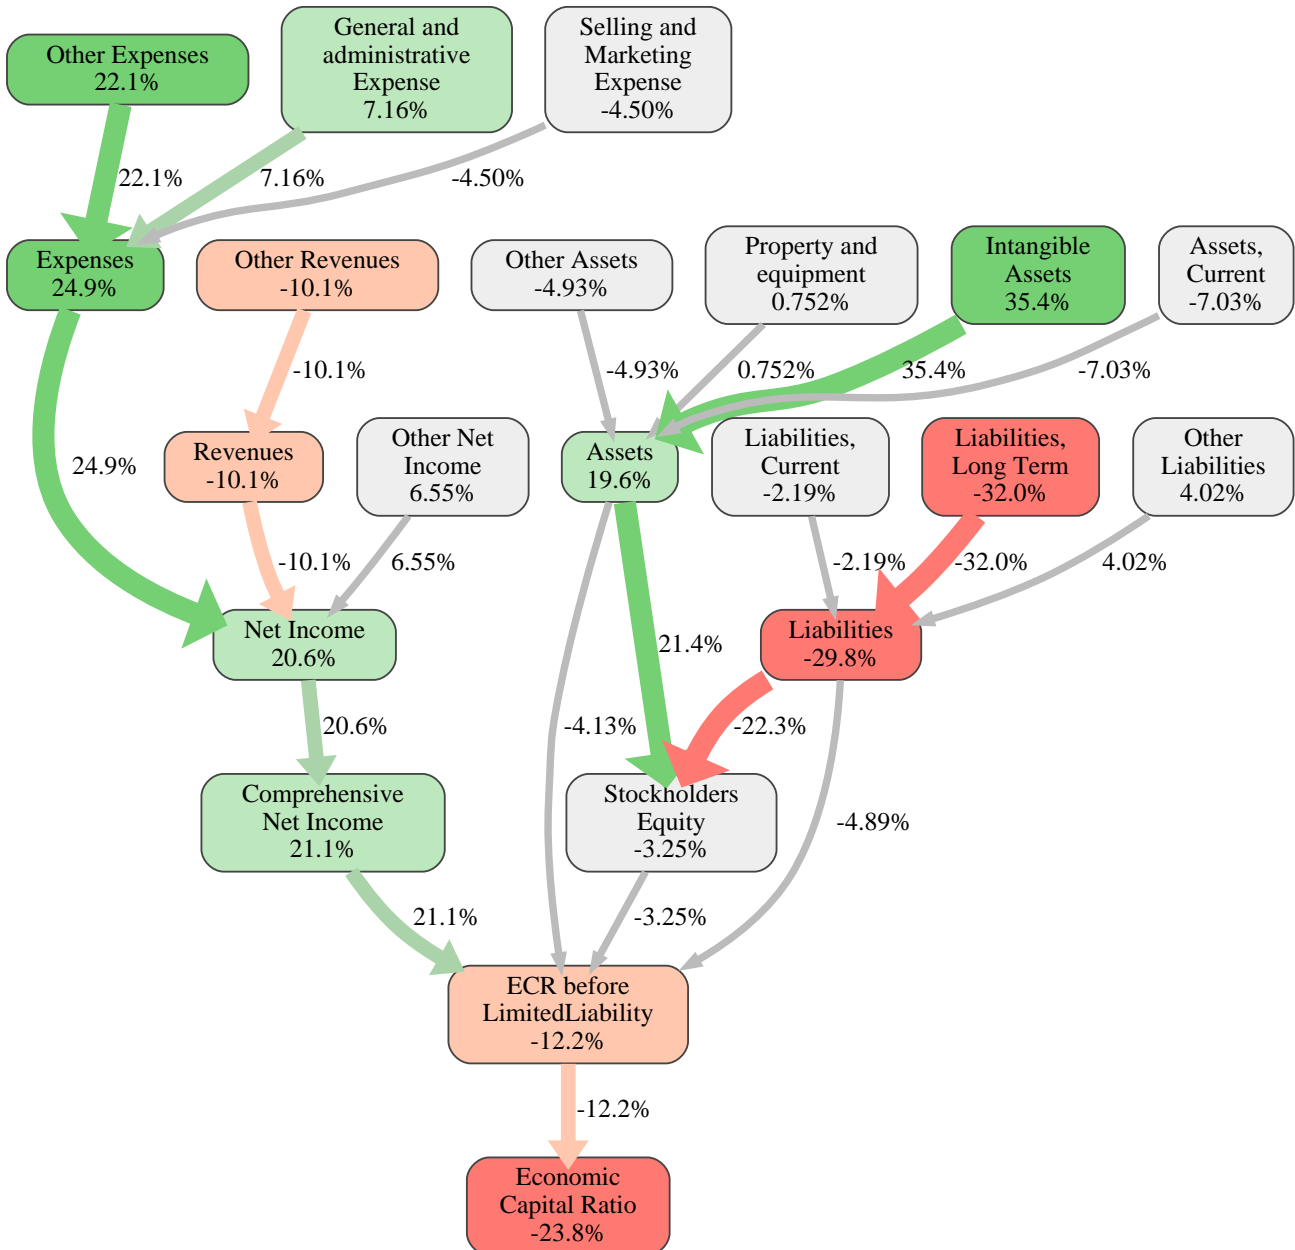 Other Expenses
22.1%
General and
administrative
Expense
7.16%
Selling and
Marketing
Expense
-4.50%
22.1%
7.16%
-4.50%
Expenses
24.9%
Other Revenues
-10.1%
Other Assets
-4.93%
Property and
equipment
0.752%
Intangible
Assets
35.4%
Assets,
Current
-7.03%
-10.1%
-4.93%
0.752%
35.4%
-7.03%
24.9%
Revenues
-10.1%
Other Net
Income
6.55%
Assets
19.6%
Liabilities,
Current
-2.19%
Liabilities,
Long Term
-32.0%
Other
Liabilities
4.02%
-10.1%
6.55%
-2.19%
-32.0%
4.02%
Net Income
20.6%
21.4%
Liabilities
-29.8%
20.6%
-4.13%
-22.3%
Comprehensive
Net Income
21.1%
Stockholders
Equity
-3.25%
-4.89%
21.1%
-3.25%
ECR before
LimitedLiability
-12.2%
-12.2%
Economic
Capital Ratio
-23.8%